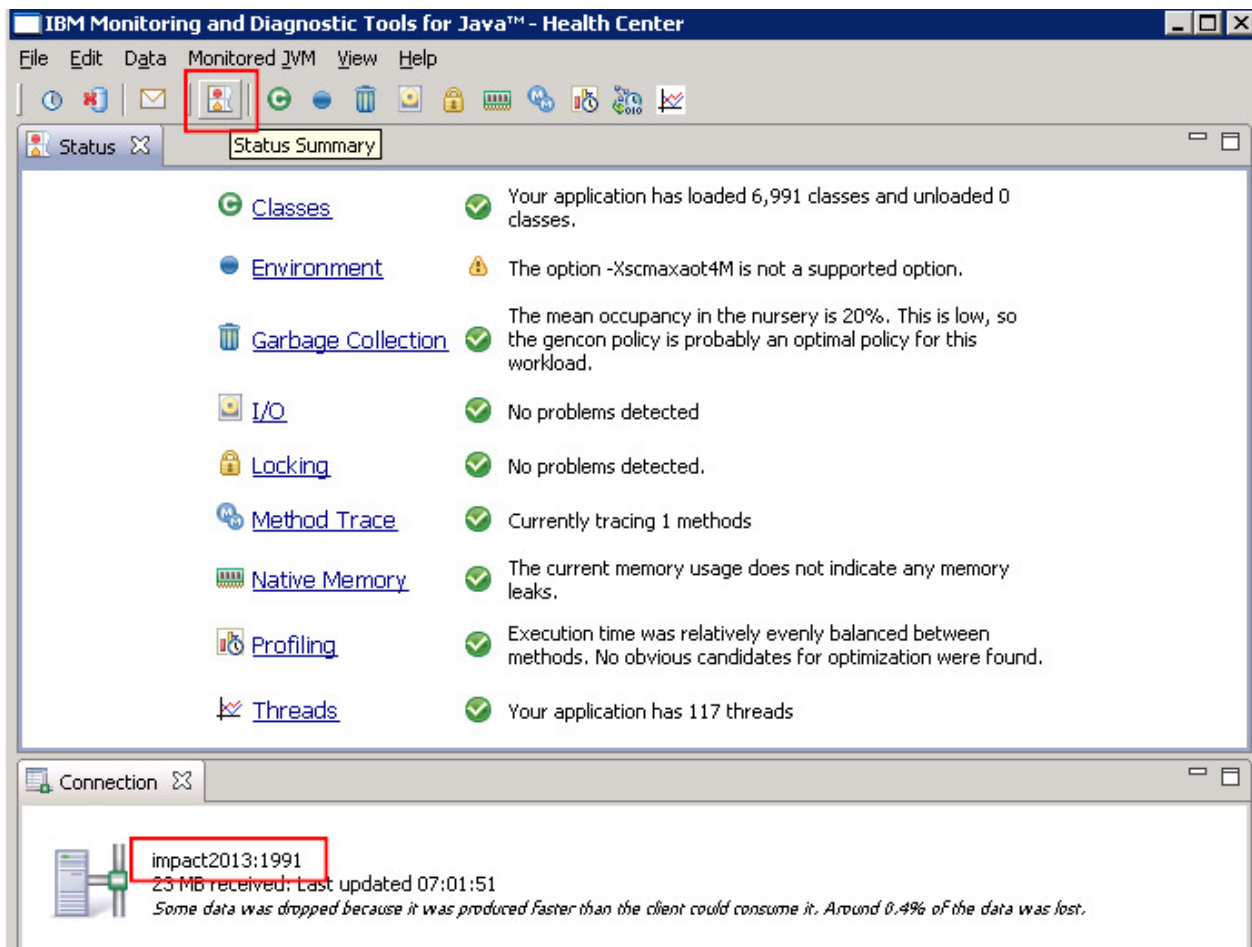 IBM Monitoring and Diagnostic Tools for Java™ - Health Center
File Edit Data Monitored JVM View Help
Status
Status Summary
Classes
Your application has loaded 6,991 classes and unloaded 0
classes.
Environment
The option -Xscmaxaot4M is not a supported option.
Garbage Collection
The mean occupancy in the nursery is 20%. This is low, so
the gencon policy is probably an optimal policy for this
workload.
I/O
No problems detected
Locking
No problems detected.
Method Trace
Currently tracing 1 methods
Native Memory
The current memory usage does not indicate any memory
leaks.
Profiling
Execution time was relatively evenly balanced between
methods. No obvious candidates for optimization were found.
Threads
Your application has 117 threads
Connection
impact2013:1991
23 MB received: Last updated 07:01:51
Some data was dropped because it was produced faster than the client could consume it. Around 0.4% of the data was lost.